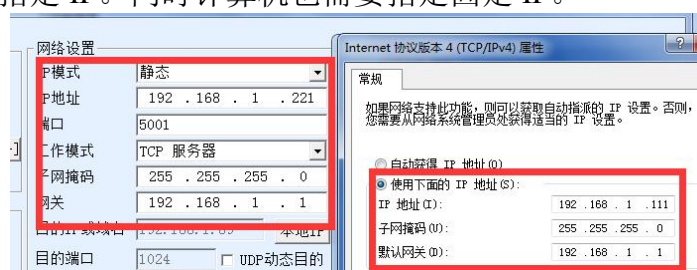 指定 IP。同时计算机也需要指定固定 IP。
网络设置
IP模式
静态
IP地址
192 . 168 . 1 . 221
端口
5001
工作模式
TCP 服务器
子网掩码
255 . 255 . 255 . 0
网关
192 . 168 . 1 . 1
目的IP或域名
本地IP
目的端口
1024
UDP动态目的
Internet 协议版本 4 (TCP/IPv4) 属性
?
常规
如果网络支持此功能，则可以获取自动指派的 IP 设置。否则，
您需要从网络系统管理员处获得适当的 IP 设置。
自动获得 IP 地址(O)
使用下面的 IP 地址(S):
IP 地址(I):
192 .168 . 1 .111
子网掩码(U):
255 .255 .255 . 0
默认网关(D):
192 .168 . 1 . 1